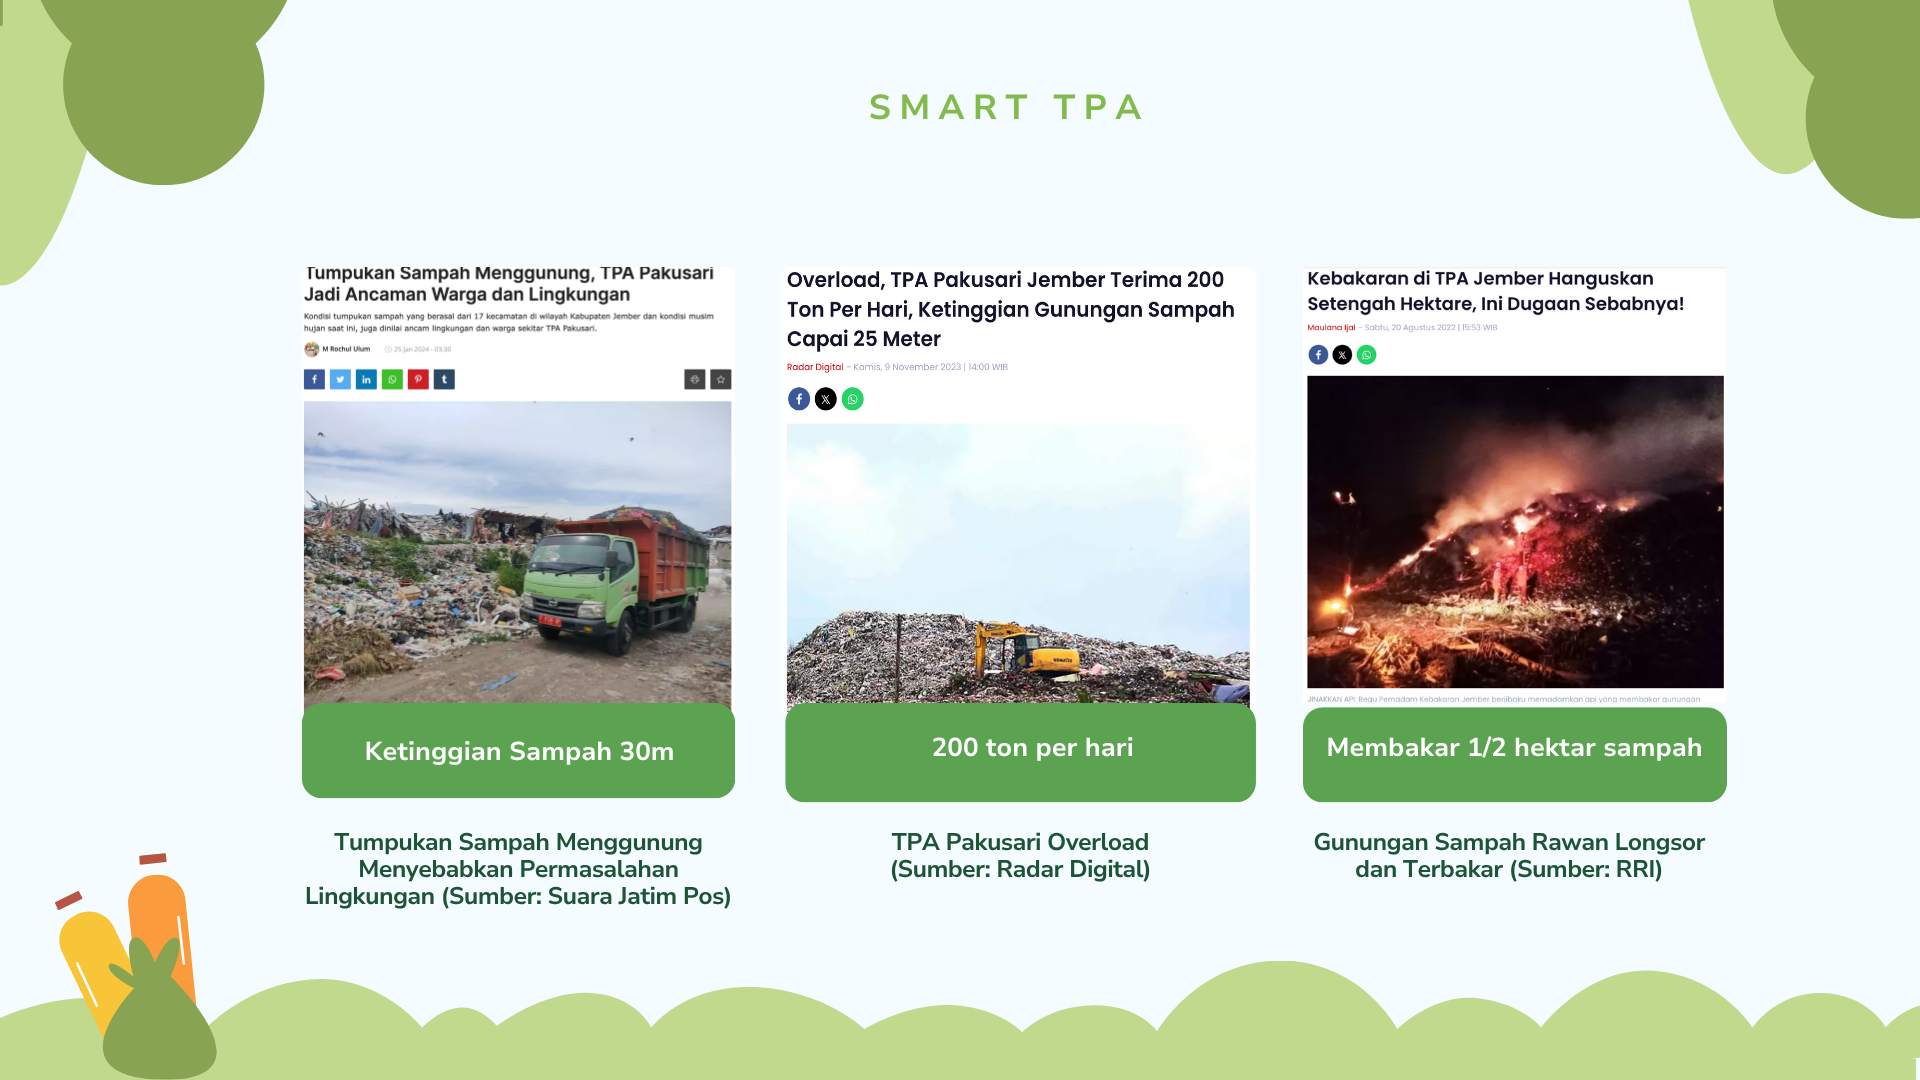 SMART TPA
Tumpukan Sampah Menggunung, TPA Pakusari
Jadi Ancaman Warga dan Lingkungan
Kondisi tumpukan sampah yang berasal dari 17 kecamatan di wilayah Kabupaten Jember dan kondisi musim
hujan saat ini, juga dinilai ancam lingkungan dan warga sekitar TPA Pakusari.
M Rochul Ulum 25 Jan 2024 - 03:30
Ketinggian Sampah 30m
Tumpukan Sampah Menggunung
Menyebabkan Permasalahan
Lingkungan (Sumber: Suara Jatim Pos)
Overload, TPA Pakusari Jember Terima 200
Ton Per Hari, Ketinggian Gunungan Sampah
Capai 25 Meter
Radar Digital - Kamis, 9 November 2023 | 14:00 WIB
KOMATSU
200 ton per hari
TPA Pakusari Overload
(Sumber: Radar Digital)
Kebakaran di TPA Jember Hanguskan
Setengah Hektare, Ini Dugaan Sebabnya!
Maulana Ijal - Sabtu, 20 Agustus 2022 | 15:53 WIB
JINAKKAN API: Regu Pemadam Kebakaran Jember berjibaku memadamkan api yang membakar gunungan
Membakar 1/2 hektar sampah
Gunungan Sampah Rawan Longsor
dan Terbakar (Sumber: RRI)